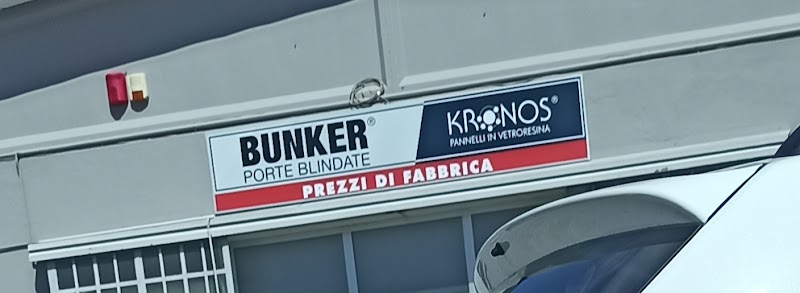 BUNKER®
PORTE BLINDATE
KRONOS®
PANNELLI IN VETRORESINA
PREZZI DI FABBRICA